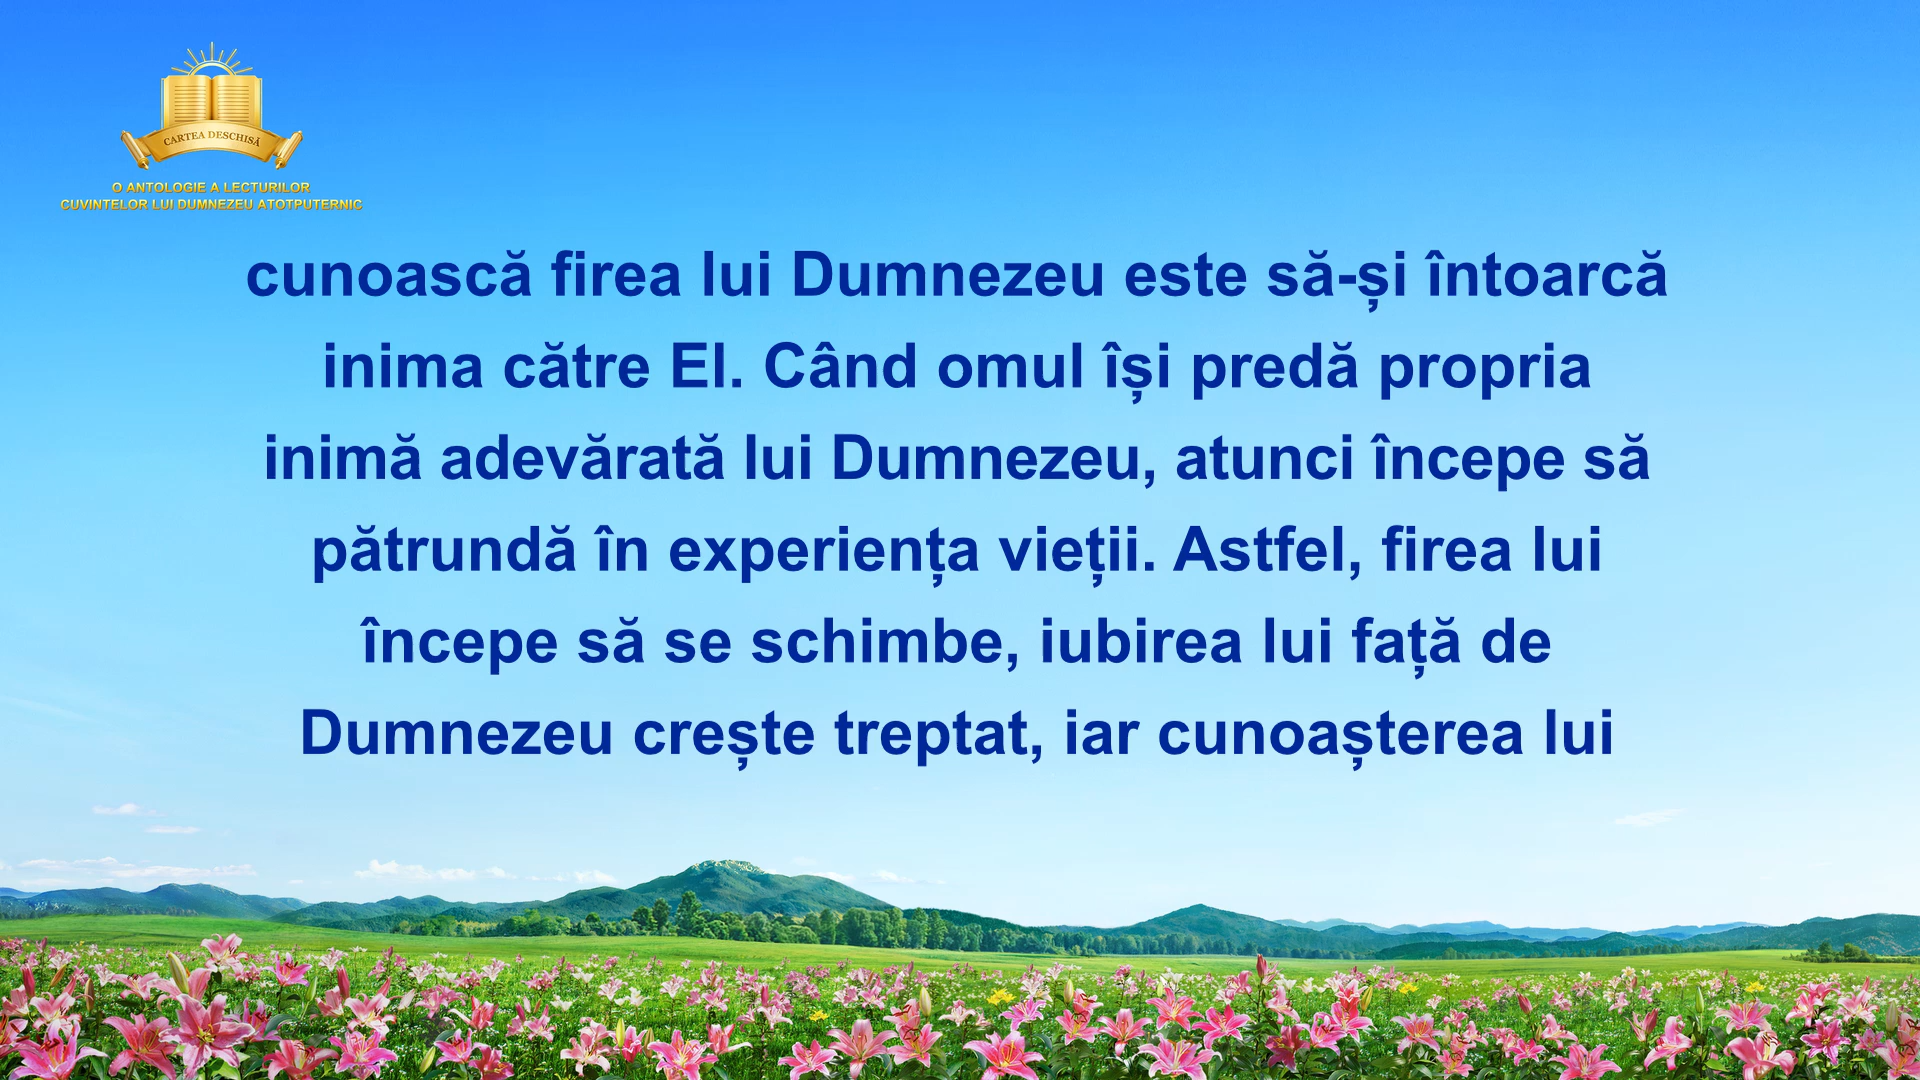 CARTEA DESCHISĂ
O ANTOLOGIE A LECTURILOR
CUVINTELOR LUI DUMNEZEU ATOTPUTERNIC
cunoască firea lui Dumnezeu este să-și întoarcă
inima către El. Când omul își predă propria
inimă adevărată lui Dumnezeu, atunci începe să
pătrundă în experiența vieții. Astfel, firea lui
începe să se schimbe, iubirea lui față de
Dumnezeu crește treptat, iar cunoașterea lui